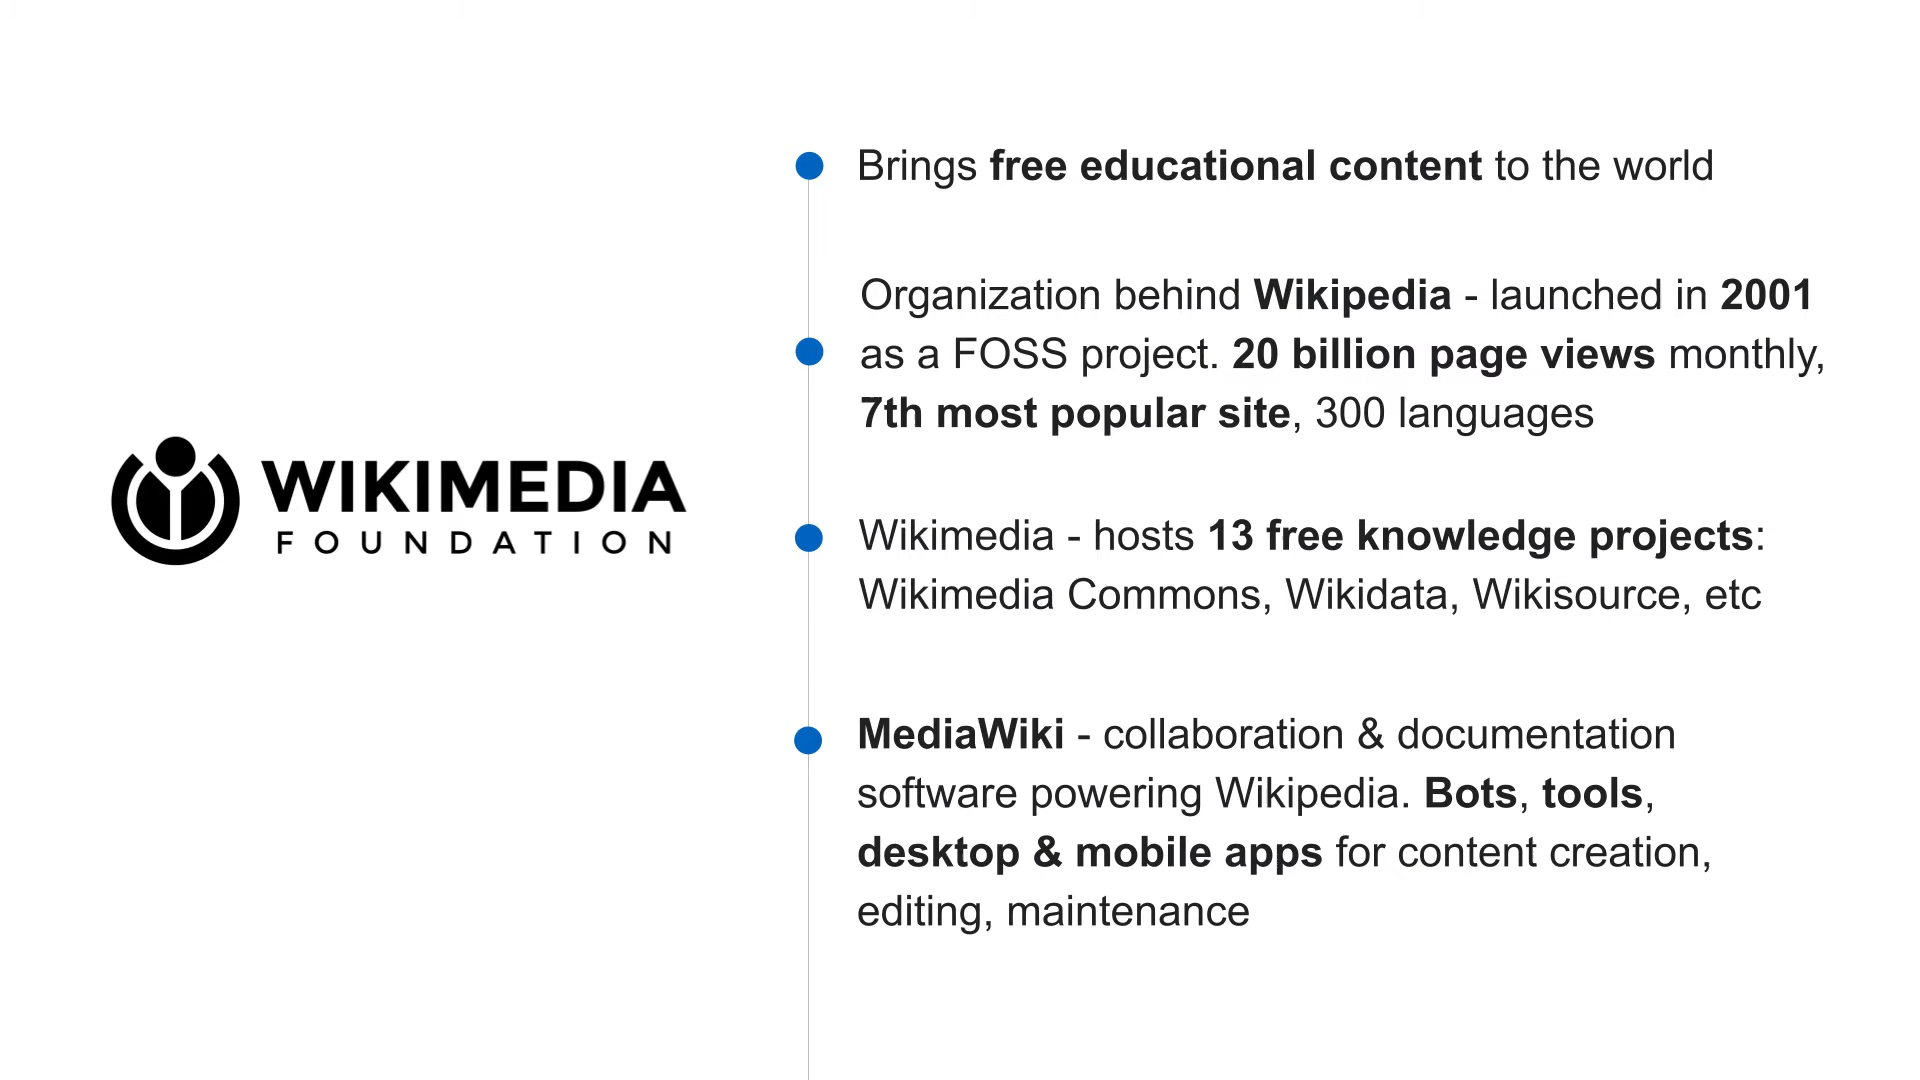 WIKIMEDIA
FOUNDATION
Brings free educational content to the world
Organization behind Wikipedia - launched in 2001
as a FOSS project. 20 billion page views monthly,
7th most popular site, 300 languages
Wikimedia - hosts 13 free knowledge projects:
Wikimedia Commons, Wikidata, Wikisource, etc
MediaWiki - collaboration & documentation
software powering Wikipedia. Bots, tools,
desktop & mobile apps for content creation,
editing, maintenance